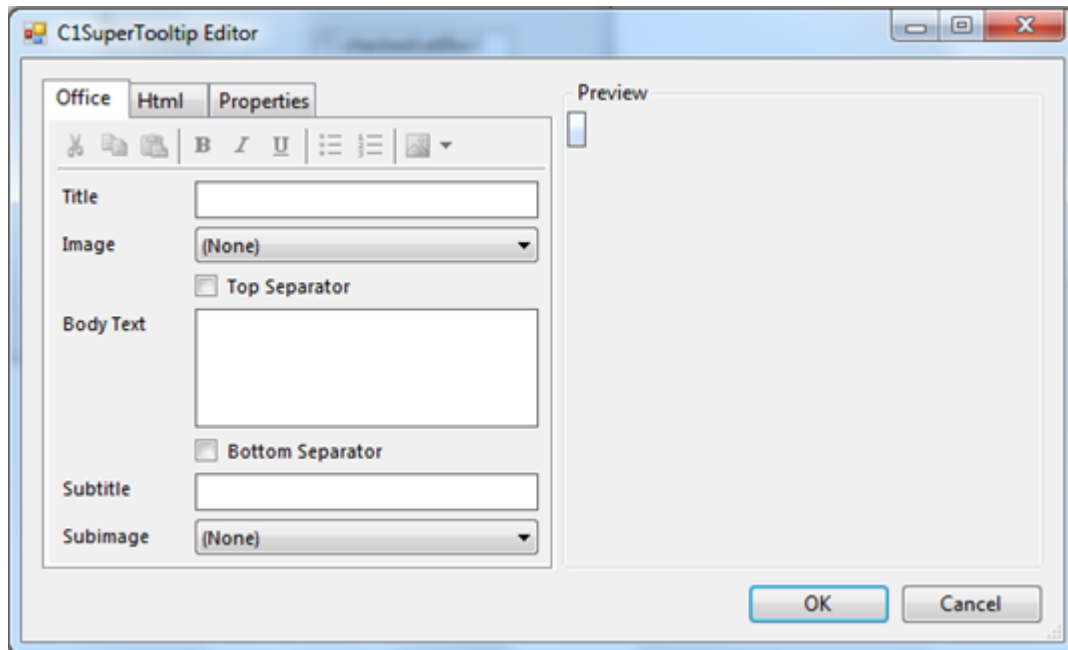 C1SuperTooltip Editor
Office Html Properties
B I U
Title
Image (None)
Top Separator
Body Text
Bottom Separator
Subtitle
Subimage (None)
Preview
OK Cancel